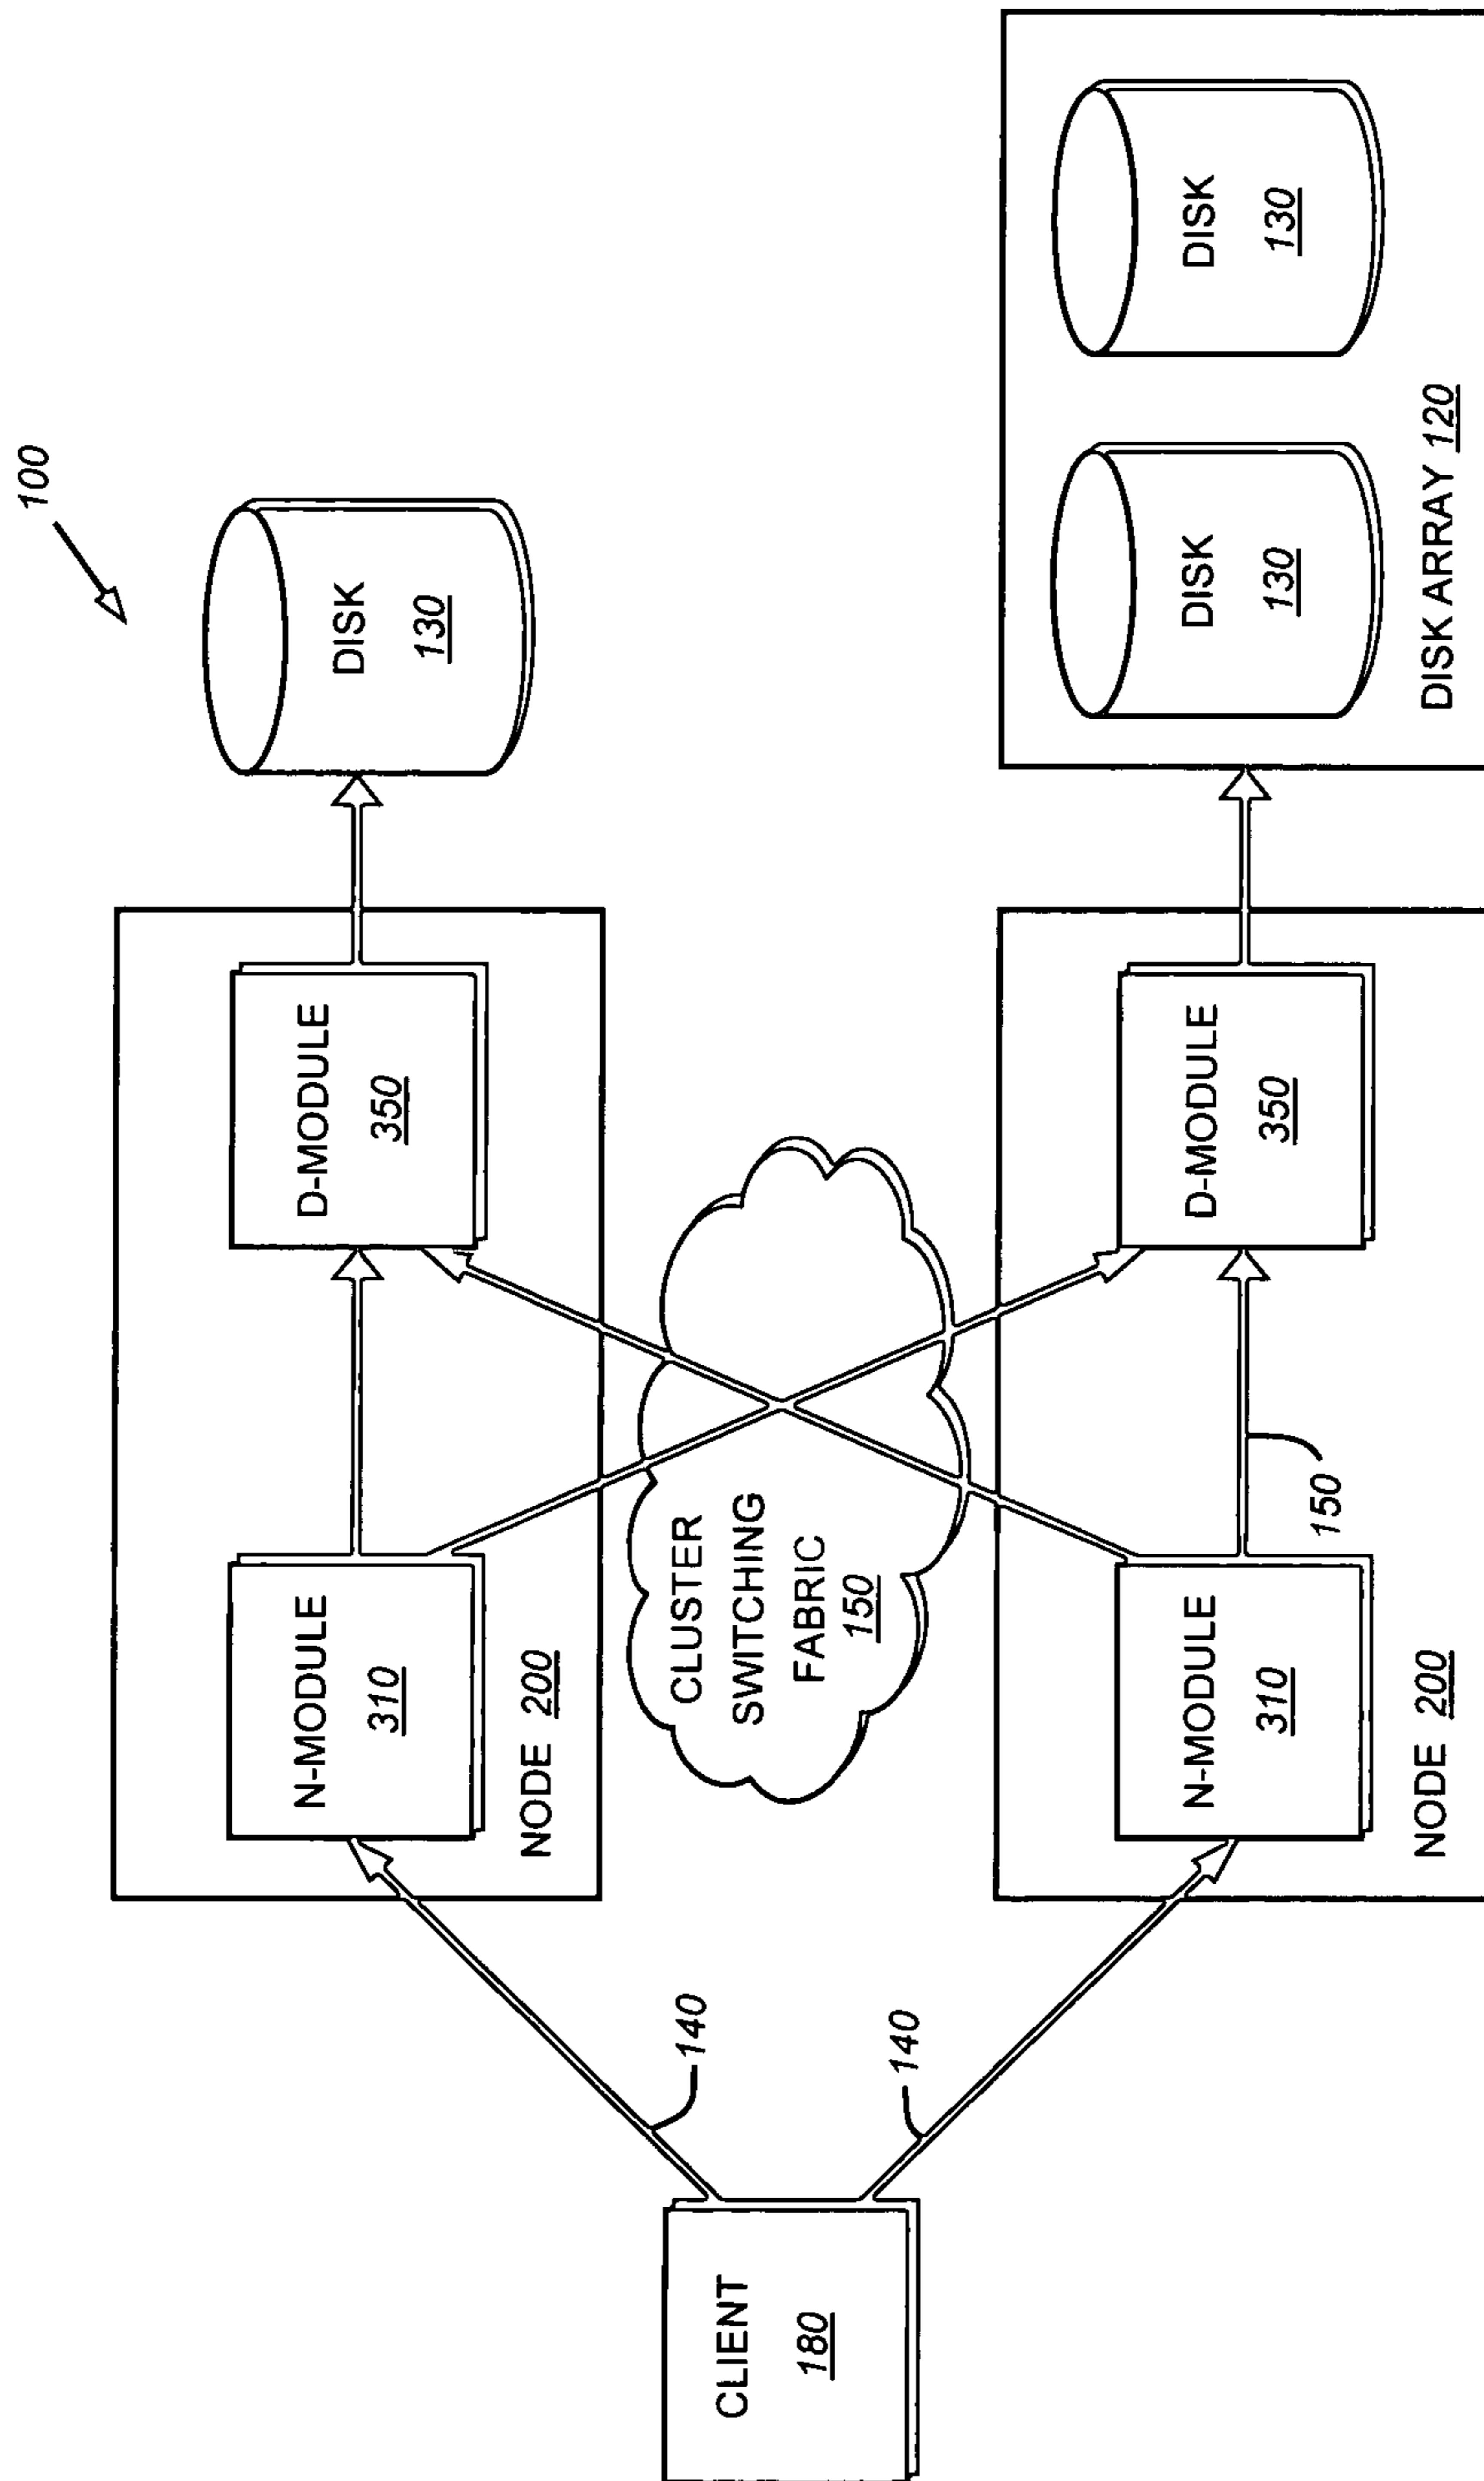 100
CLIENT
180
140
140
N-MODULE
310
D-MODULE
350
NODE 200
DISK
130
CLUSTER
SWITCHING
FABRIC
150
N-MODULE
310
D-MODULE
350
150
NODE 200
DISK
130
DISK
130
DISK ARRAY 120